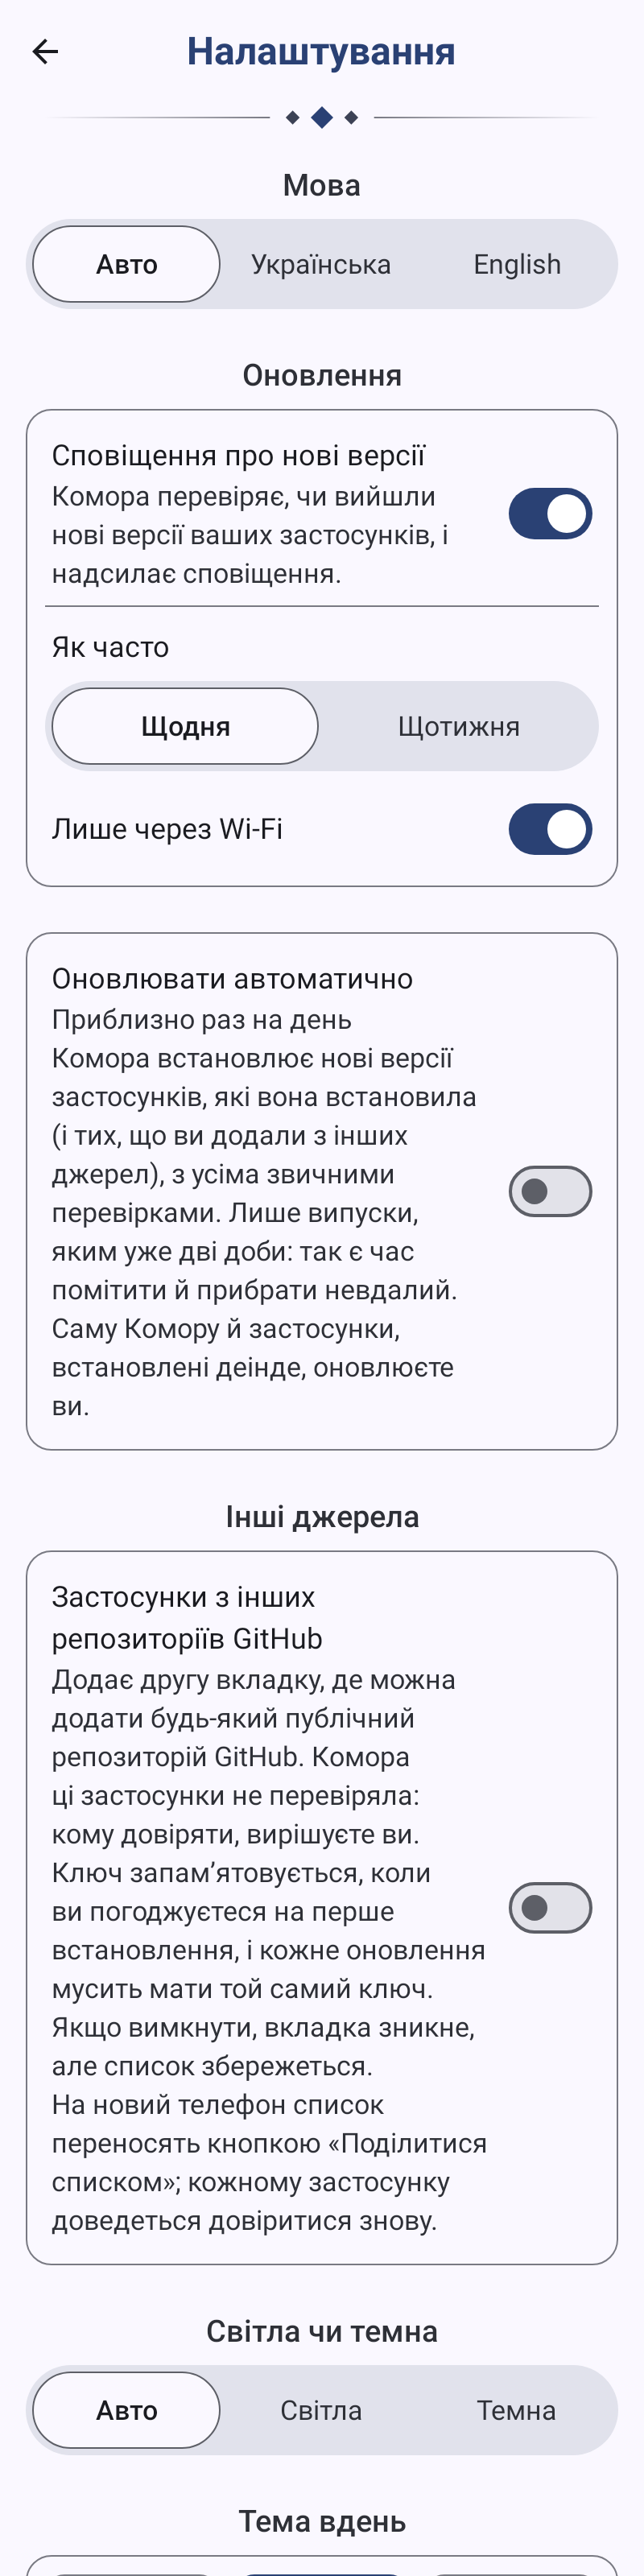 Налаштування
Мова
Авто Українська English
Оновлення
Сповіщення про нові версії
Комора перевіряє, чи вийшли
нові версії ваших застосунків, і
надсилає сповіщення.
Як часто
Щодня Щотижня
Лише через Wi-Fi
Оновлювати автоматично
Приблизно раз на день
Комора встановлює нові версії
застосунків, які вона встановила
(і тих, що ви додали з інших
джерел), з усіма звичними
перевірками. Лише випуски,
яким уже дві доби: так є час
помітити й прибрати невдалий.
Саму Комору й застосунки,
встановлені деінде, оновлюєте
ви.
Інші джерела
Застосунки з інших
репозиторіїв GitHub
Додає другу вкладку, де можна
додати будь-який публічний
репозиторій GitHub. Комора
ці застосунки не перевіряла:
кому довіряти, вирішуєте ви.
Ключ запам’ятовується, коли
ви погоджуєтеся на перше
встановлення, і кожне оновлення
мусить мати той самий ключ.
Якщо вимкнути, вкладка зникне,
але список збережеться.
На новий телефон список
переносять кнопкою «Поділитися
списком»; кожному застосунку
доведеться довіритися знову.
Світла чи темна
Авто Світла Темна
Тема вдень